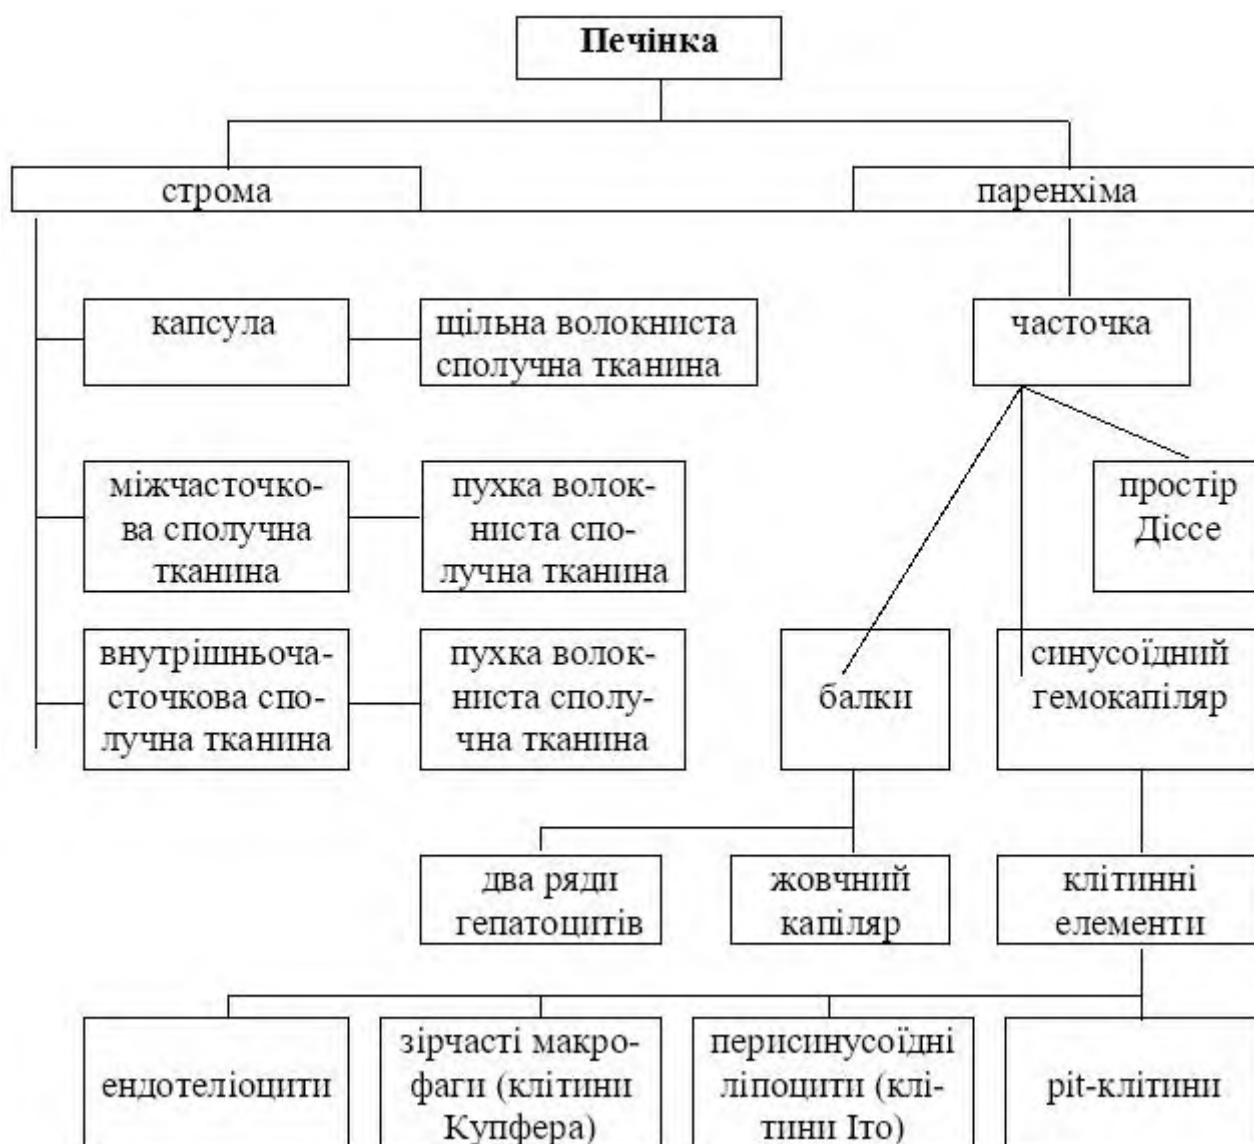 Печінка
строма
паренхіма
капсула
щільна волокниста
сполучна тканина
часточка
міжчасточко-
ва сполучна
тканина
пухка волок-
ниста спо-
лучна тканина
простір
Діссе
внутрішньоча-
сточкова спо-
лучна тканина
пухка волок-
ниста сполу-
чна тканина
балки
синусоїдний
гемокапіляр
два ряди
гепатоцитів
жовчний
капіляр
клітинні
елементи
ендотеліоцити
зірчасті макро-
фаги (клітини
Купфера)
перисинусоїдні
ліпоцити (клі-
тини Іто)
pit-клітини